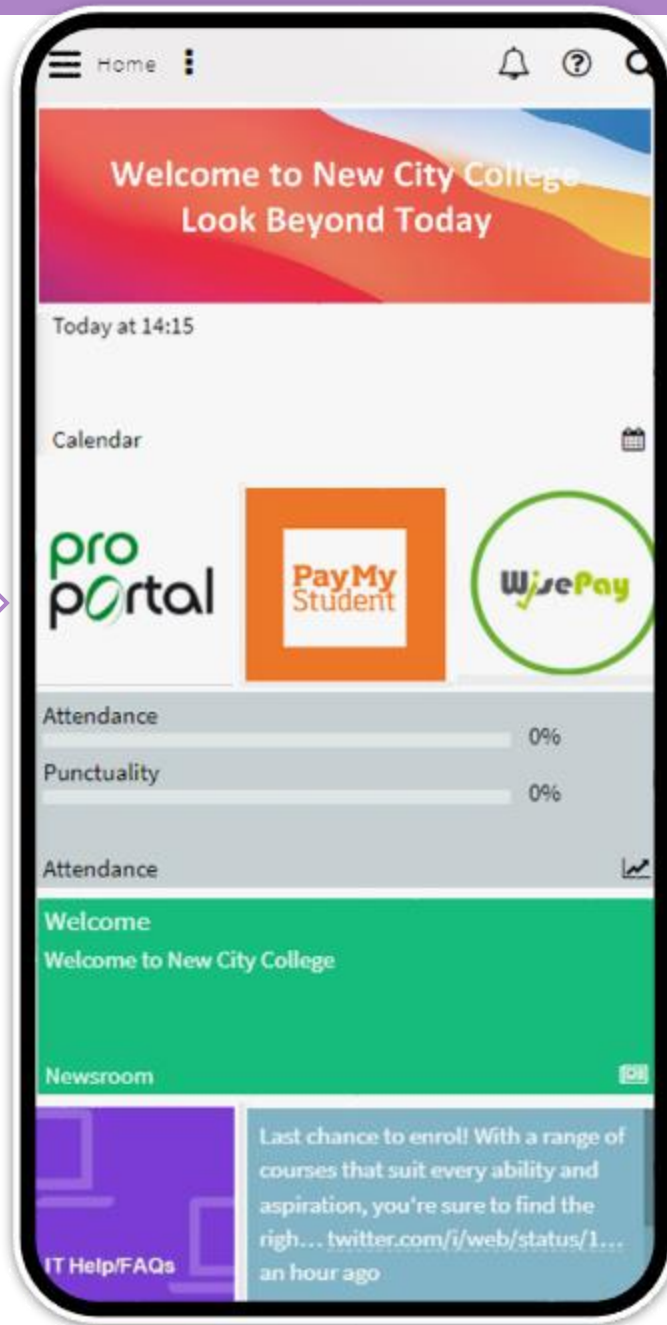 Home
Welcome to New City College
Look Beyond Today
Today at 14:15
Calendar
pro
portal
PayMy
Student
WisePay
Attendance
0%
Punctuality
0%
Attendance
Welcome
Welcome to New City College
Newsroom
IT Help/FAQs
Last chance to enrol! With a range of
courses that suit every ability and
aspiration, you're sure to find the
righ... twitter.com/i/web/status/1...
an hour ago